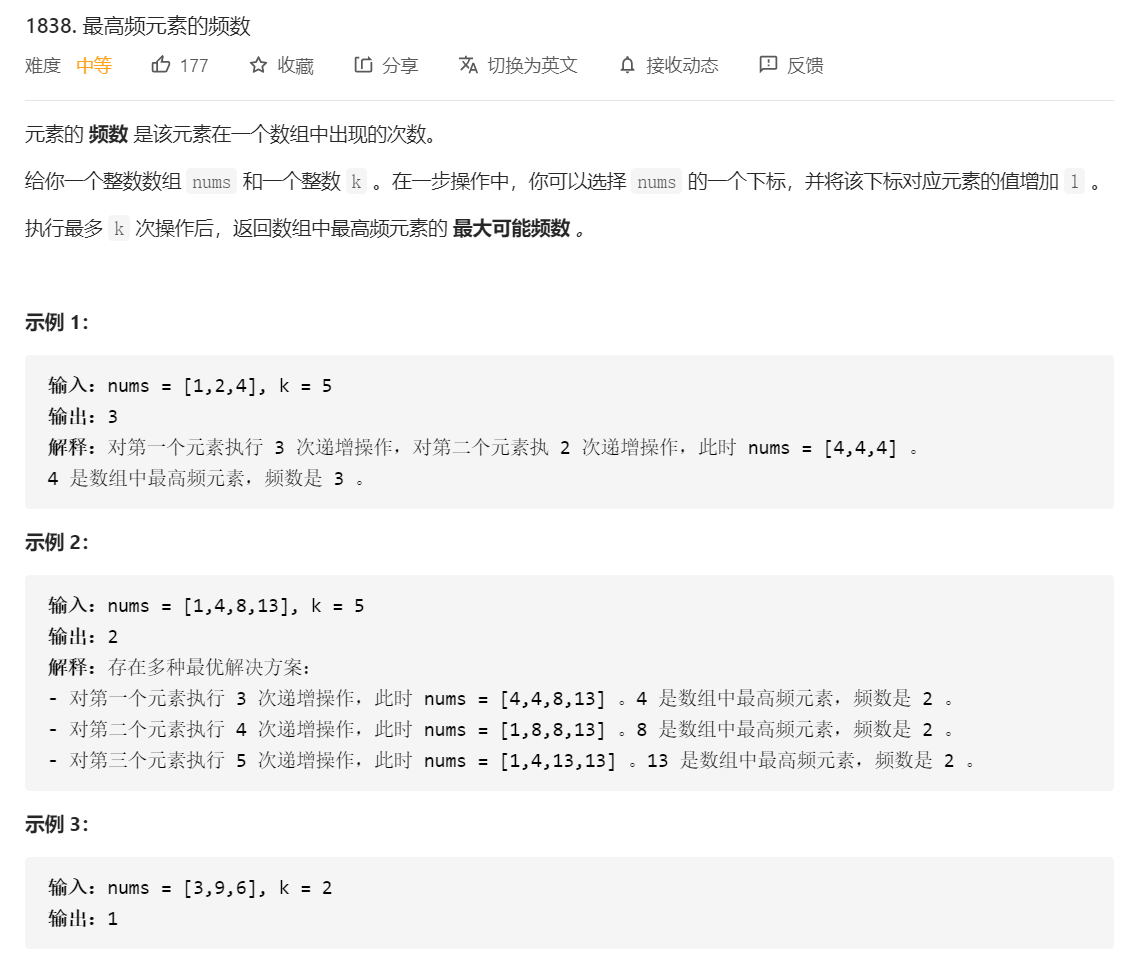 1838. 最高频元素的频数
难度 中等 177 收藏 分享 切换为英文 接收动态 反馈
元素的 频数 是该元素在一个数组中出现的次数。
给你一个整数数组 nums 和一个整数 k 。在一步操作中，你可以选择 nums 的一个下标，并将该下标对应元素的值增加 1 。
执行最多 k 次操作后，返回数组中最高频元素的 最大可能频数 。
示例 1：
输入：nums = [1,2,4], k = 5
输出：3
解释：对第一个元素执行 3 次递增操作，对第二个元素执 2 次递增操作，此时 nums = [4,4,4] 。
4 是数组中最高频元素，频数是 3 。
示例 2：
输入：nums = [1,4,8,13], k = 5
输出：2
解释：存在多种最优解决方案：
- 对第一个元素执行 3 次递增操作，此时 nums = [4,4,8,13] 。4 是数组中最高频元素，频数是 2 。
- 对第二个元素执行 4 次递增操作，此时 nums = [1,8,8,13] 。8 是数组中最高频元素，频数是 2 。
- 对第三个元素执行 5 次递增操作，此时 nums = [1,4,13,13] 。13 是数组中最高频元素，频数是 2 。
示例 3：
输入：nums = [3,9,6], k = 2
输出：1